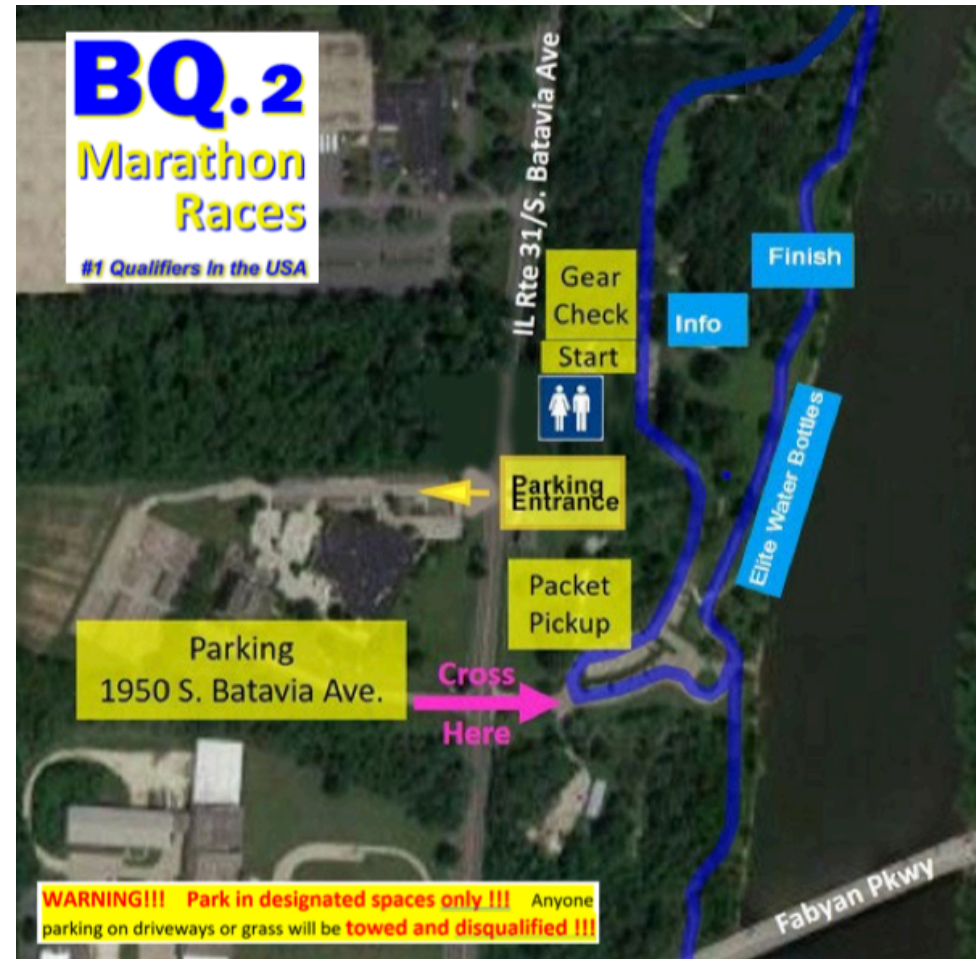 BQ.2
Marathon
Races
#1 Qualifiers In the USA
IL Rte 31/S. Batavia Ave
Gear
Check
Start
Info
Finish
Elite Water Bottles
Parking
Entrance
Packet
Pickup
Parking
1950 S. Batavia Ave.
Cross
Here
Fabyan Pkwy
WARNING!!! Park in designated spaces only !!! Anyone
parking on driveways or grass will be towed and disqualified !!!